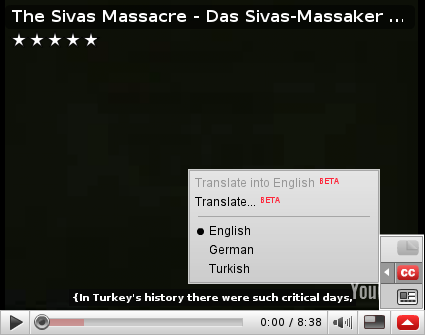 The Sivas Massacre - Das Sivas-Massaker ...
Translate into English BETA
Translate... BETA
English
German
Turkish
You
CC
{In Turkey's history there were such critical days,
0:00 / 8:38